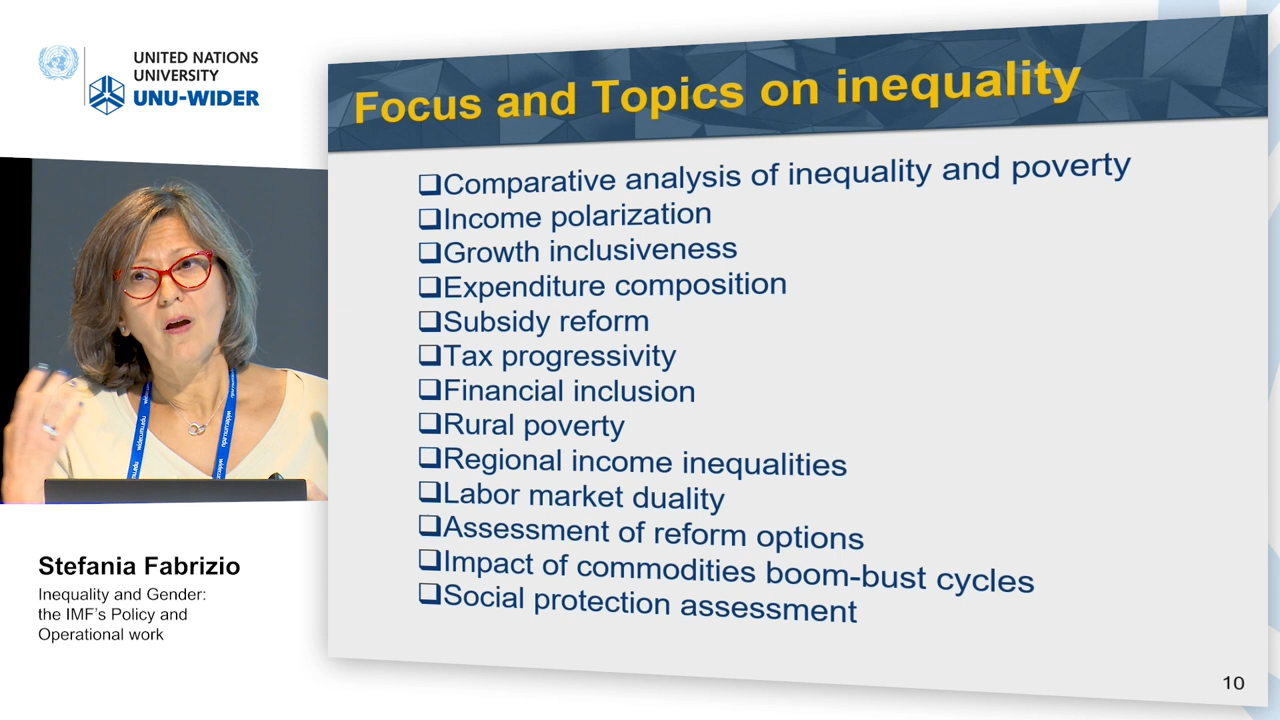 UNITED NATIONS
UNIVERSITY
UNU-WIDER
Focus and Topics on inequality
❑Comparative analysis of inequality and poverty
❑Income polarization
❑Growth inclusiveness
❑Expenditure composition
❑Subsidy reform
❑Tax progressivity
❑Financial inclusion
❑Rural poverty
❑Regional income inequalities
❑Labor market duality
❑Assessment of reform options
❑Impact of commodities boom-bust cycles
❑Social protection assessment
10
Stefania Fabrizio
Inequality and Gender:
the IMF's Policy and
Operational work